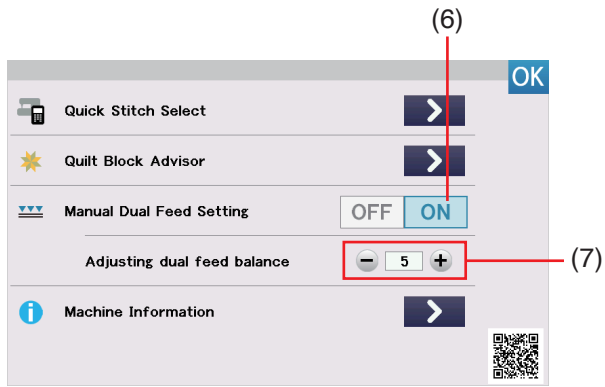 (6)
OK
Quick Stitch Select
Quilt Block Advisor
Manual Dual Feed Setting OFF ON
Adjusting dual feed balance − 5 + (7)
Machine Information